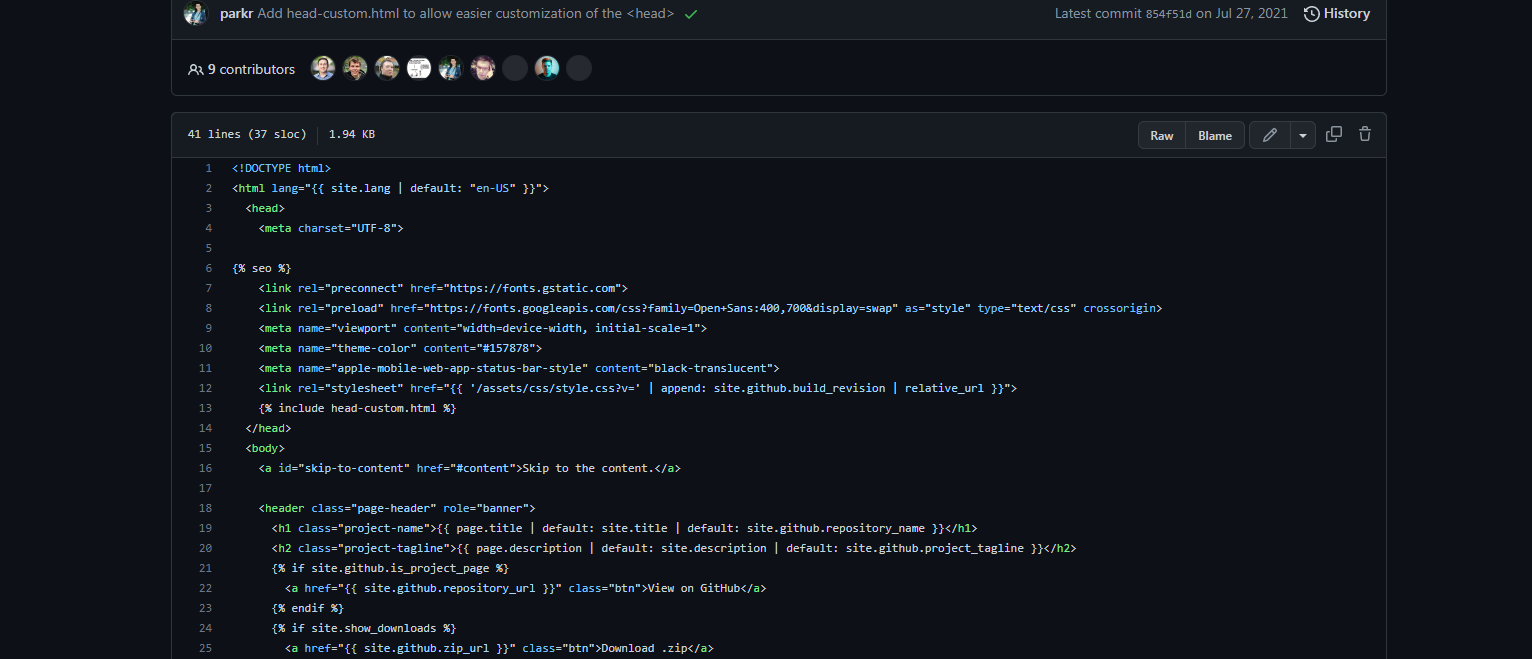 parkr Add head-custom.html to allow easier customization of the <head> Latest commit 854f51d on Jul 27, 2021 History
9 contributors
41 lines (37 sloc) 1.94 KB Raw Blame
1 <!DOCTYPE html>
2 <html lang="{{ site.lang | default: "en-US" }}">
3 <head>
4 <meta charset="UTF-8">
5
6 {% seo %}
7 <link rel="preconnect" href="https://fonts.gstatic.com">
8 <link rel="preload" href="https://fonts.googleapis.com/css?family=Open+Sans:400,700&display=swap" as="style" type="text/css" crossorigin>
9 <meta name="viewport" content="width=device-width, initial-scale=1">
10 <meta name="theme-color" content="#157878">
11 <meta name="apple-mobile-web-app-status-bar-style" content="black-translucent">
12 <link rel="stylesheet" href="{{ '/assets/css/style.css?v=' | append: site.github.build_revision | relative_url }}">
13 {% include head-custom.html %}
14 </head>
15 <body>
16 <a id="skip-to-content" href="#content">Skip to the content.</a>
17
18 <header class="page-header" role="banner">
19 <h1 class="project-name">{{ page.title | default: site.title | default: site.github.repository_name }}</h1>
20 <h2 class="project-tagline">{{ page.description | default: site.description | default: site.github.project_tagline }}</h2>
21 {% if site.github.is_project_page %}
22 <a href="{{ site.github.repository_url }}" class="btn">View on GitHub</a>
23 {% endif %}
24 {% if site.show_downloads %}
25 <a href="{{ site.github.zip_url }}" class="btn">Download .zip</a>